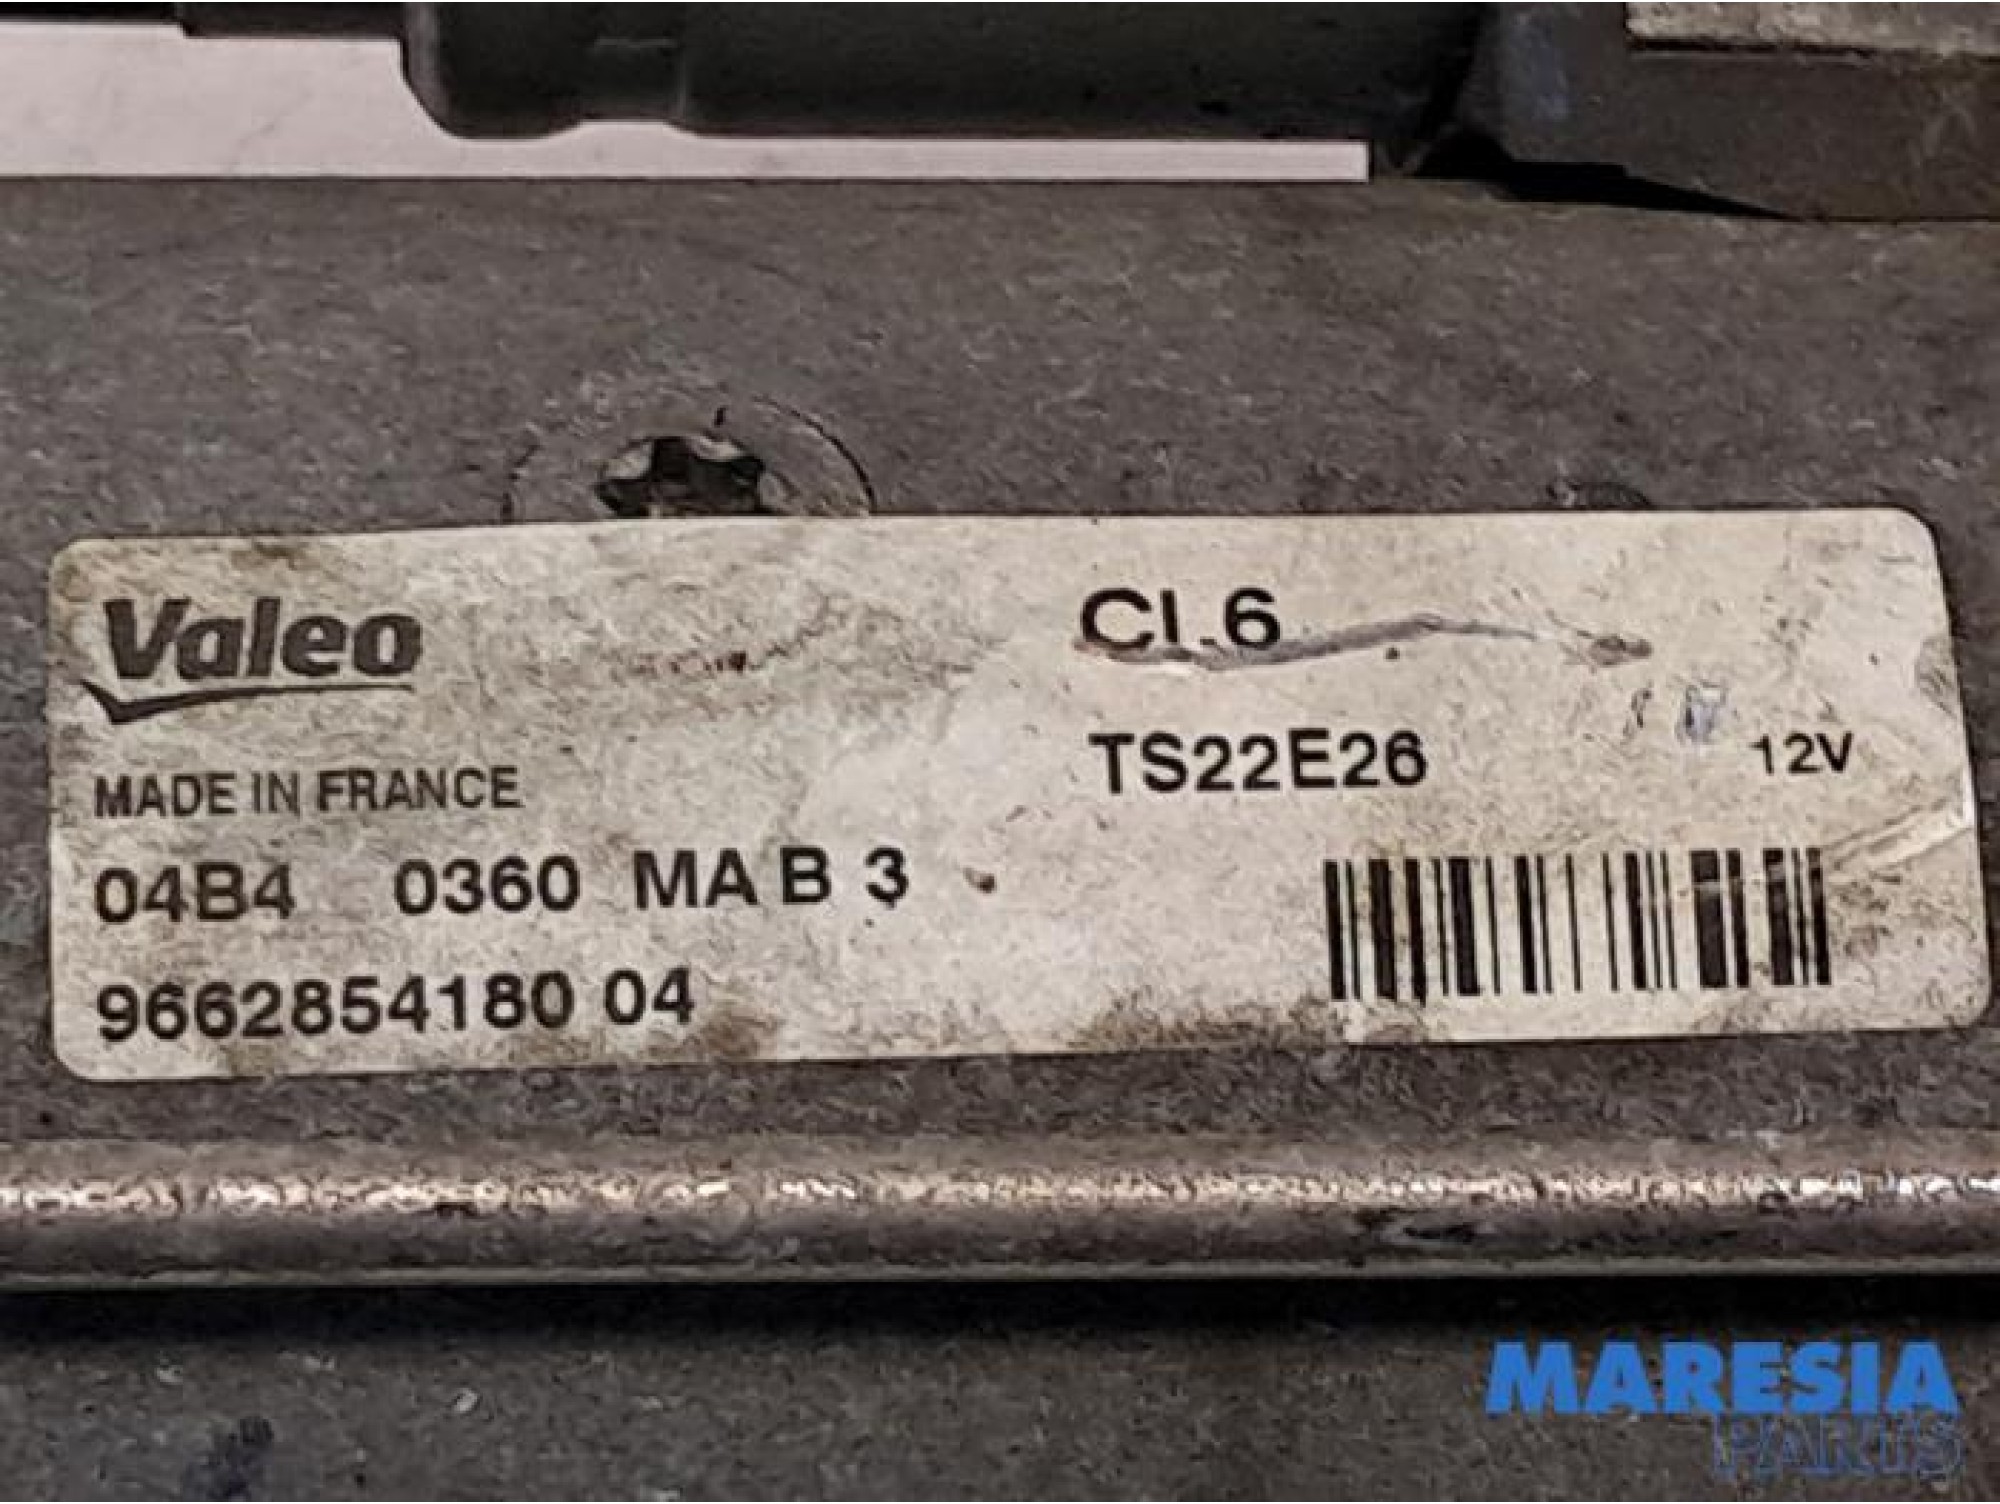 Valeo
CL6
TS22E26
12V
MADE IN FRANCE
04B4 0360 MA B 3
9662854180 04
MARESIA
PARTS